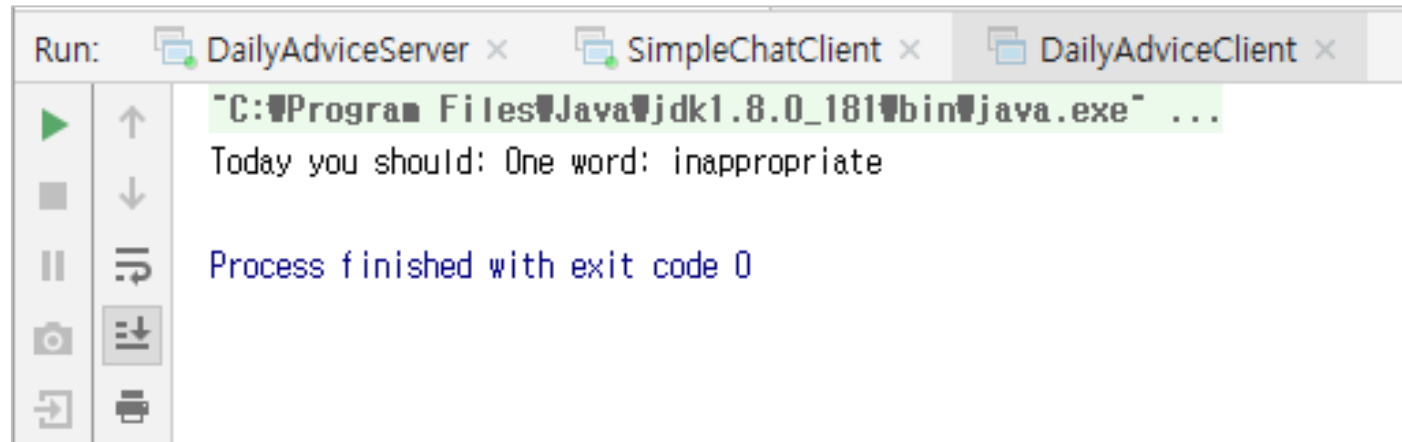 Run: DailyAdviceServer × SimpleChatClient × DailyAdviceClient ×
"C:₩Program Files₩Java₩jdk1.8.0_181₩bin₩java.exe" ...
Today you should: One word: inappropriate
Process finished with exit code 0